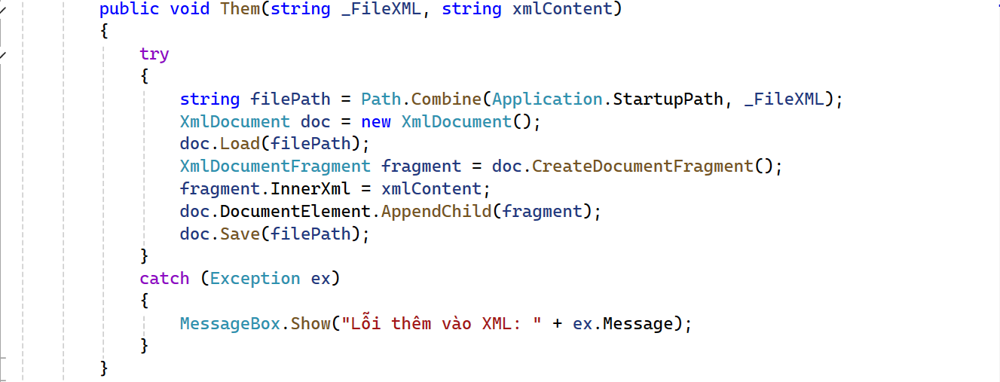 public void Them(string _FileXML, string xmlContent)
{
try
{
string filePath = Path.Combine(Application.StartupPath, _FileXML);
XmlDocument doc = new XmlDocument();
doc.Load(filePath);
XmlDocumentFragment fragment = doc.CreateDocumentFragment();
fragment.InnerXml = xmlContent;
doc.DocumentElement.AppendChild(fragment);
doc.Save(filePath);
}
catch (Exception ex)
{
MessageBox.Show("Lỗi thêm vào XML: " + ex.Message);
}
}